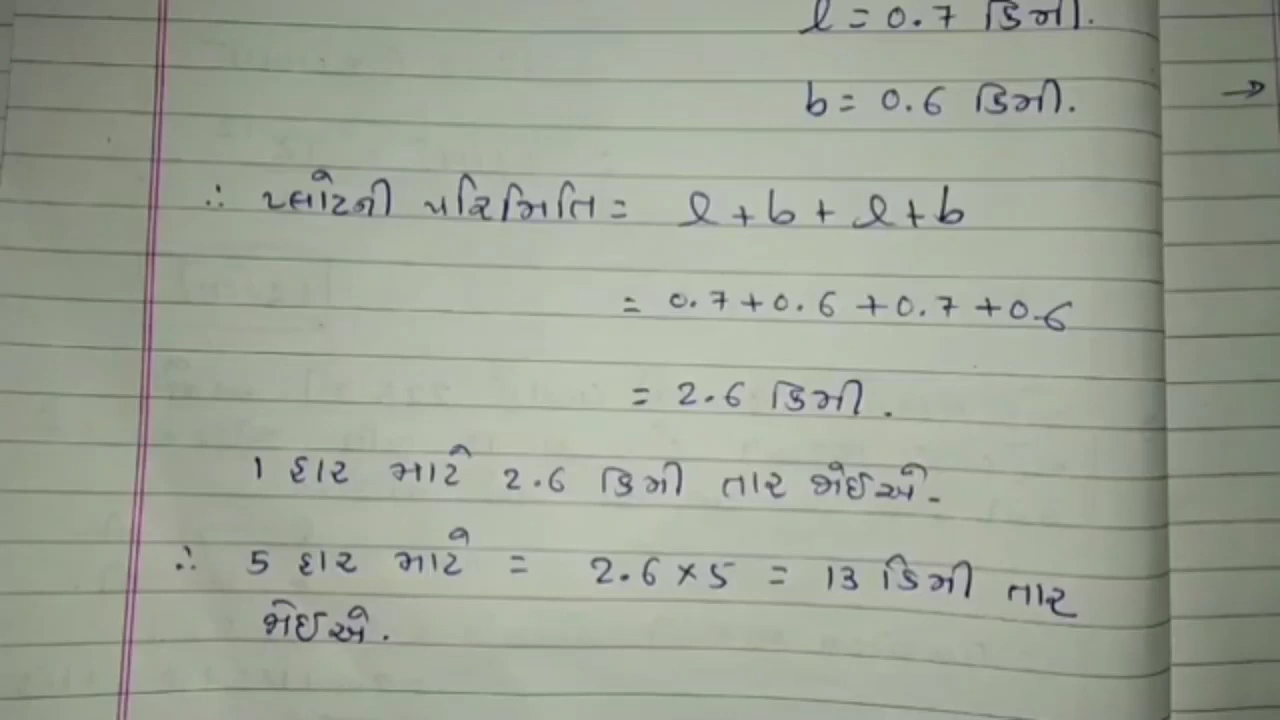 l = 0.7 કિમી.
b = 0.6 કિમી.
→
∴ પ્લોટની પરિમિતિ = l + b + l + b
= 0.7 + 0.6 + 0.7 + 0.6
= 2.6 કિમી.
1 હાર માટે 2.6 કિમી તાર જોઈએ.
∴ 5 હાર માટે = 2.6 × 5 = 13 કિમી તાર
જોઈએ.